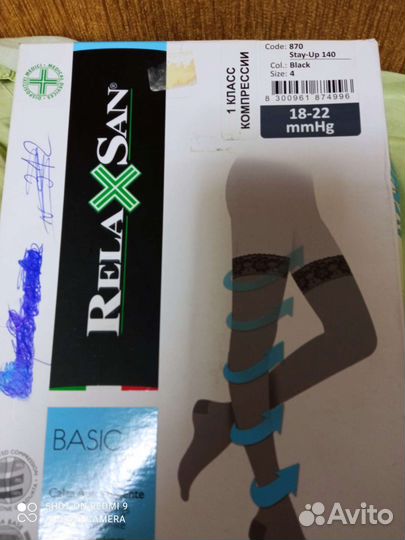 Code: 870
Stay-Up 140
Col.: Black
Size: 4
8 300961 874996
18-22
mmHg
1 КЛАСС
КОМПРЕССИИ
RELAXSAN®
BASIC
SHOT ON REDMI 9
AI QUAD CAMERA
Avito